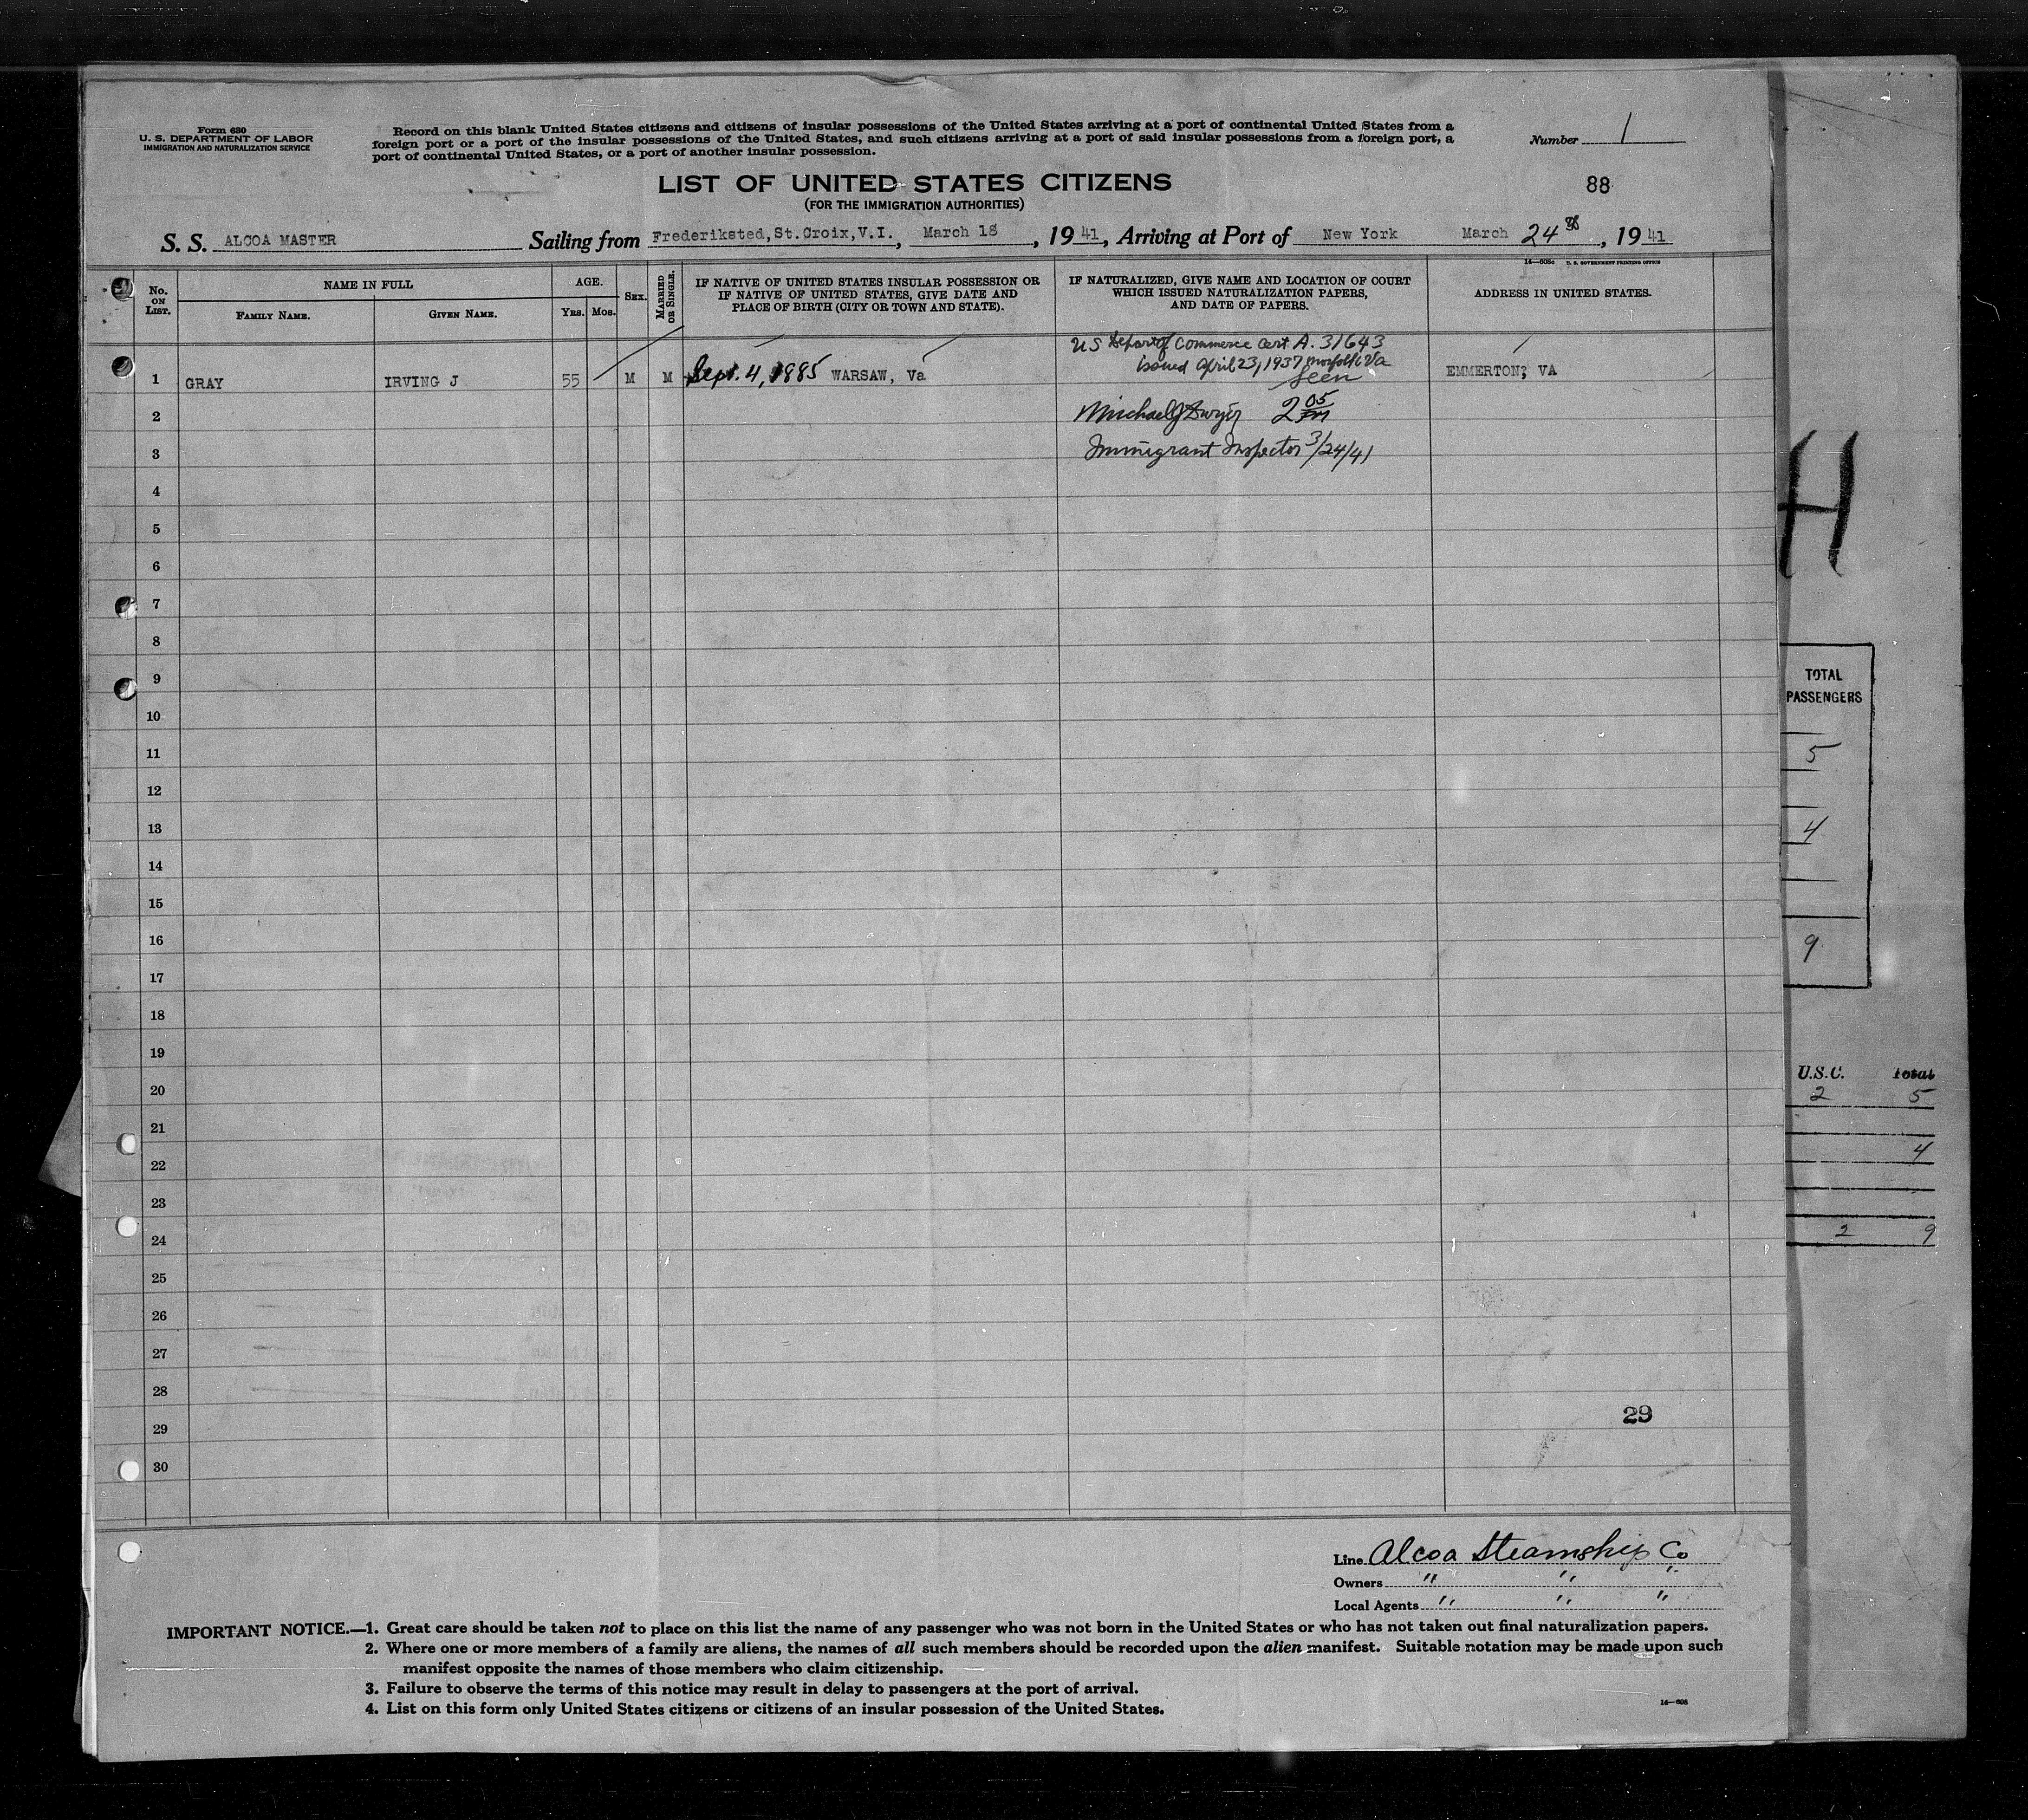 Form 630
U. S. DEPARTMENT OF LABOR
IMMIGRATION AND NATURALIZATION SERVICE
Record on this blank United States citizens and citizens of insular possessions of the United States arriving at a port of continental United States from a
foreign port or a port of the insular possessions of the United States, and such citizens arriving at a port of said insular possessions from a foreign port, a
port of continental United States, or a port of another insular possession.
Number 1
LIST OF UNITED STATES CITIZENS
(FOR THE IMMIGRATION AUTHORITIES)
88
S. S. ALCOA MASTER Sailing from Frederiksted, St. Croix, V.I., March 18, 1941, Arriving at Port of New York March 24th, 1941
14—608c U. S. GOVERNMENT PRINTING OFFICE
No. ON LIST.
NAME IN FULL
FAMILY NAME. GIVEN NAME.
AGE.
YRS. MOS.
SEX.
MARRIED OR SINGLE.
IF NATIVE OF UNITED STATES INSULAR POSSESSION OR
IF NATIVE OF UNITED STATES, GIVE DATE AND
PLACE OF BIRTH (CITY OR TOWN AND STATE).
IF NATURALIZED, GIVE NAME AND LOCATION OF COURT
WHICH ISSUED NATURALIZATION PAPERS,
AND DATE OF PAPERS.
ADDRESS IN UNITED STATES.
US Depart of Commerce Cert A. 31643
issued April 23, 1937 Norfolk Va
Seen
1 GRAY IRVING J 55 M M Sept. 4, 1885 WARSAW, Va EMMERTON, VA
2 Michael J Dwyer 2 05 PM
3 Immigrant Inspector 3/24/41
4
5
6
7
8
9
10
11
12
13
14
15
16
17
18
19
20
21
22
23
24
25
26
27
28
29
30
29
H
TOTAL
PASSENGERS
5
4
9
U.S.C. Total
2 5
4
2 9
Line Alcoa Steamship Co
Owners " " "
Local Agents " " "
IMPORTANT NOTICE.—1. Great care should be taken not to place on this list the name of any passenger who was not born in the United States or who has not taken out final naturalization papers.
2. Where one or more members of a family are aliens, the names of all such members should be recorded upon the alien manifest. Suitable notation may be made upon such
manifest opposite the names of those members who claim citizenship.
3. Failure to observe the terms of this notice may result in delay to passengers at the port of arrival.
4. List on this form only United States citizens or citizens of an insular possession of the United States.
14—608